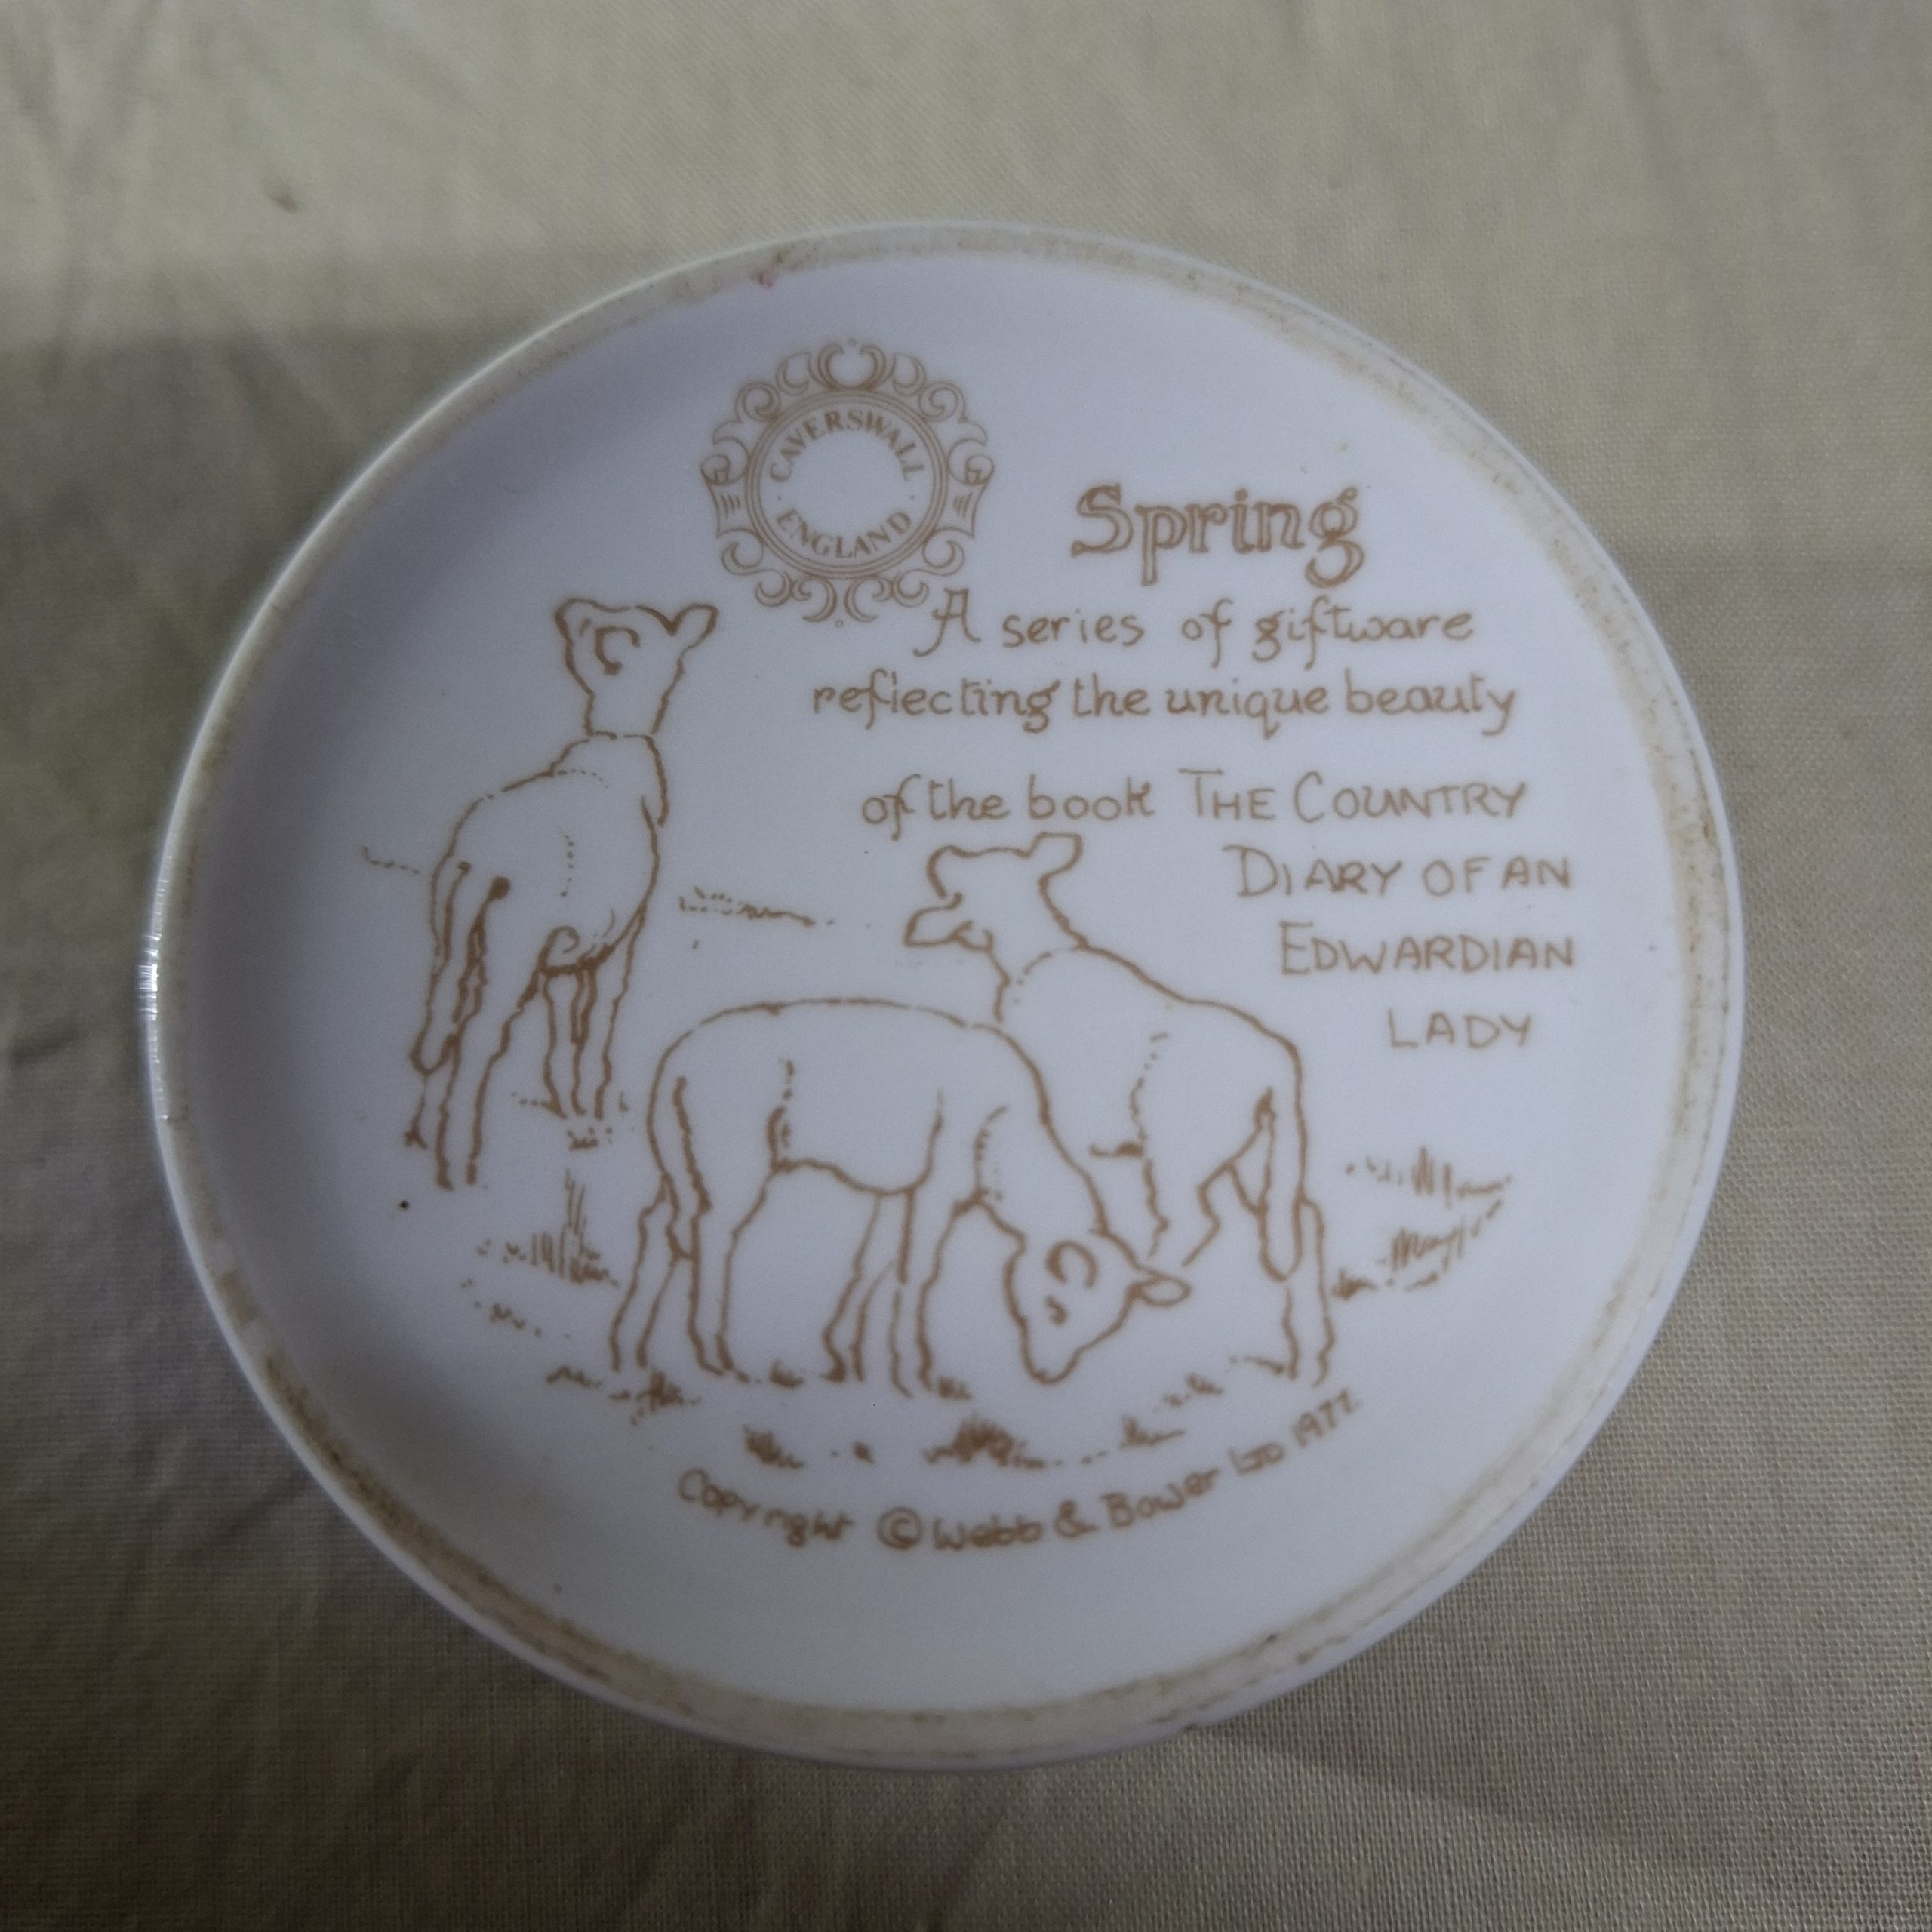 CAVERSWALL
ENGLAND
Spring
A series of giftware
reflecting the unique beauty
of the book THE COUNTRY
DIARY OF AN
EDWARDIAN
LADY
Copyright © Webb & Bower LTD 1977